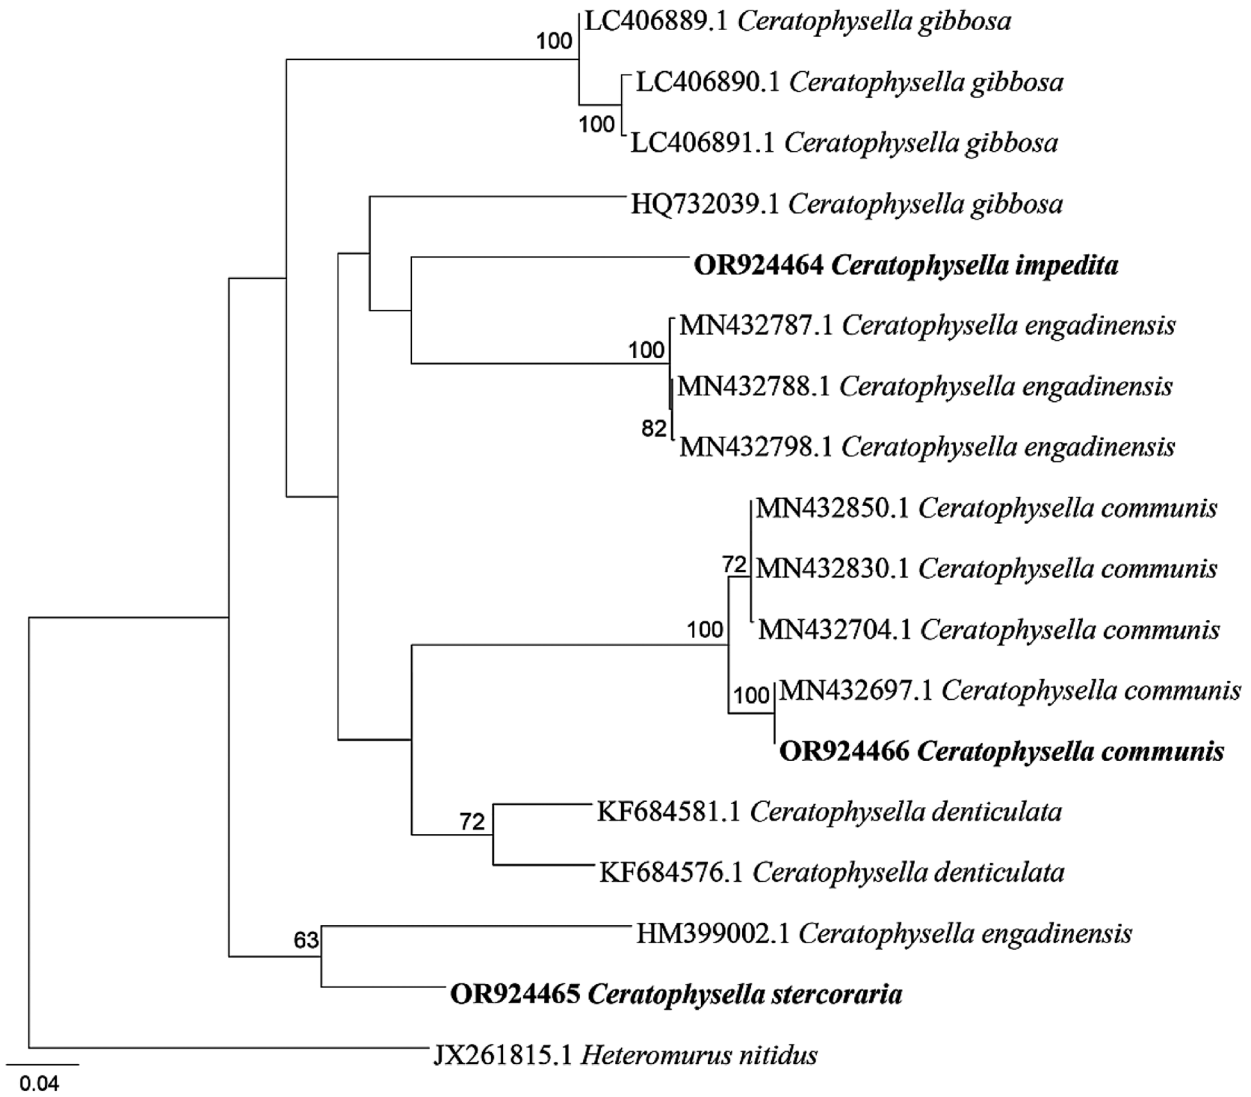 LC406889.1 Ceratophysella gibbosa
100
LC406890.1 Ceratophysella gibbosa
100
LC406891.1 Ceratophysella gibbosa
HQ732039.1 Ceratophysella gibbosa
OR924464 Ceratophysella impedita
MN432787.1 Ceratophysella engadinensis
100
MN432788.1 Ceratophysella engadinensis
82
MN432798.1 Ceratophysella engadinensis
MN432850.1 Ceratophysella communis
72
MN432830.1 Ceratophysella communis
MN432704.1 Ceratophysella communis
100
MN432697.1 Ceratophysella communis
100
OR924466 Ceratophysella communis
KF684581.1 Ceratophysella denticulata
72
KF684576.1 Ceratophysella denticulata
HM399002.1 Ceratophysella engadinensis
63
OR924465 Ceratophysella stercoraria
JX261815.1 Heteromurus nitidus
0.04